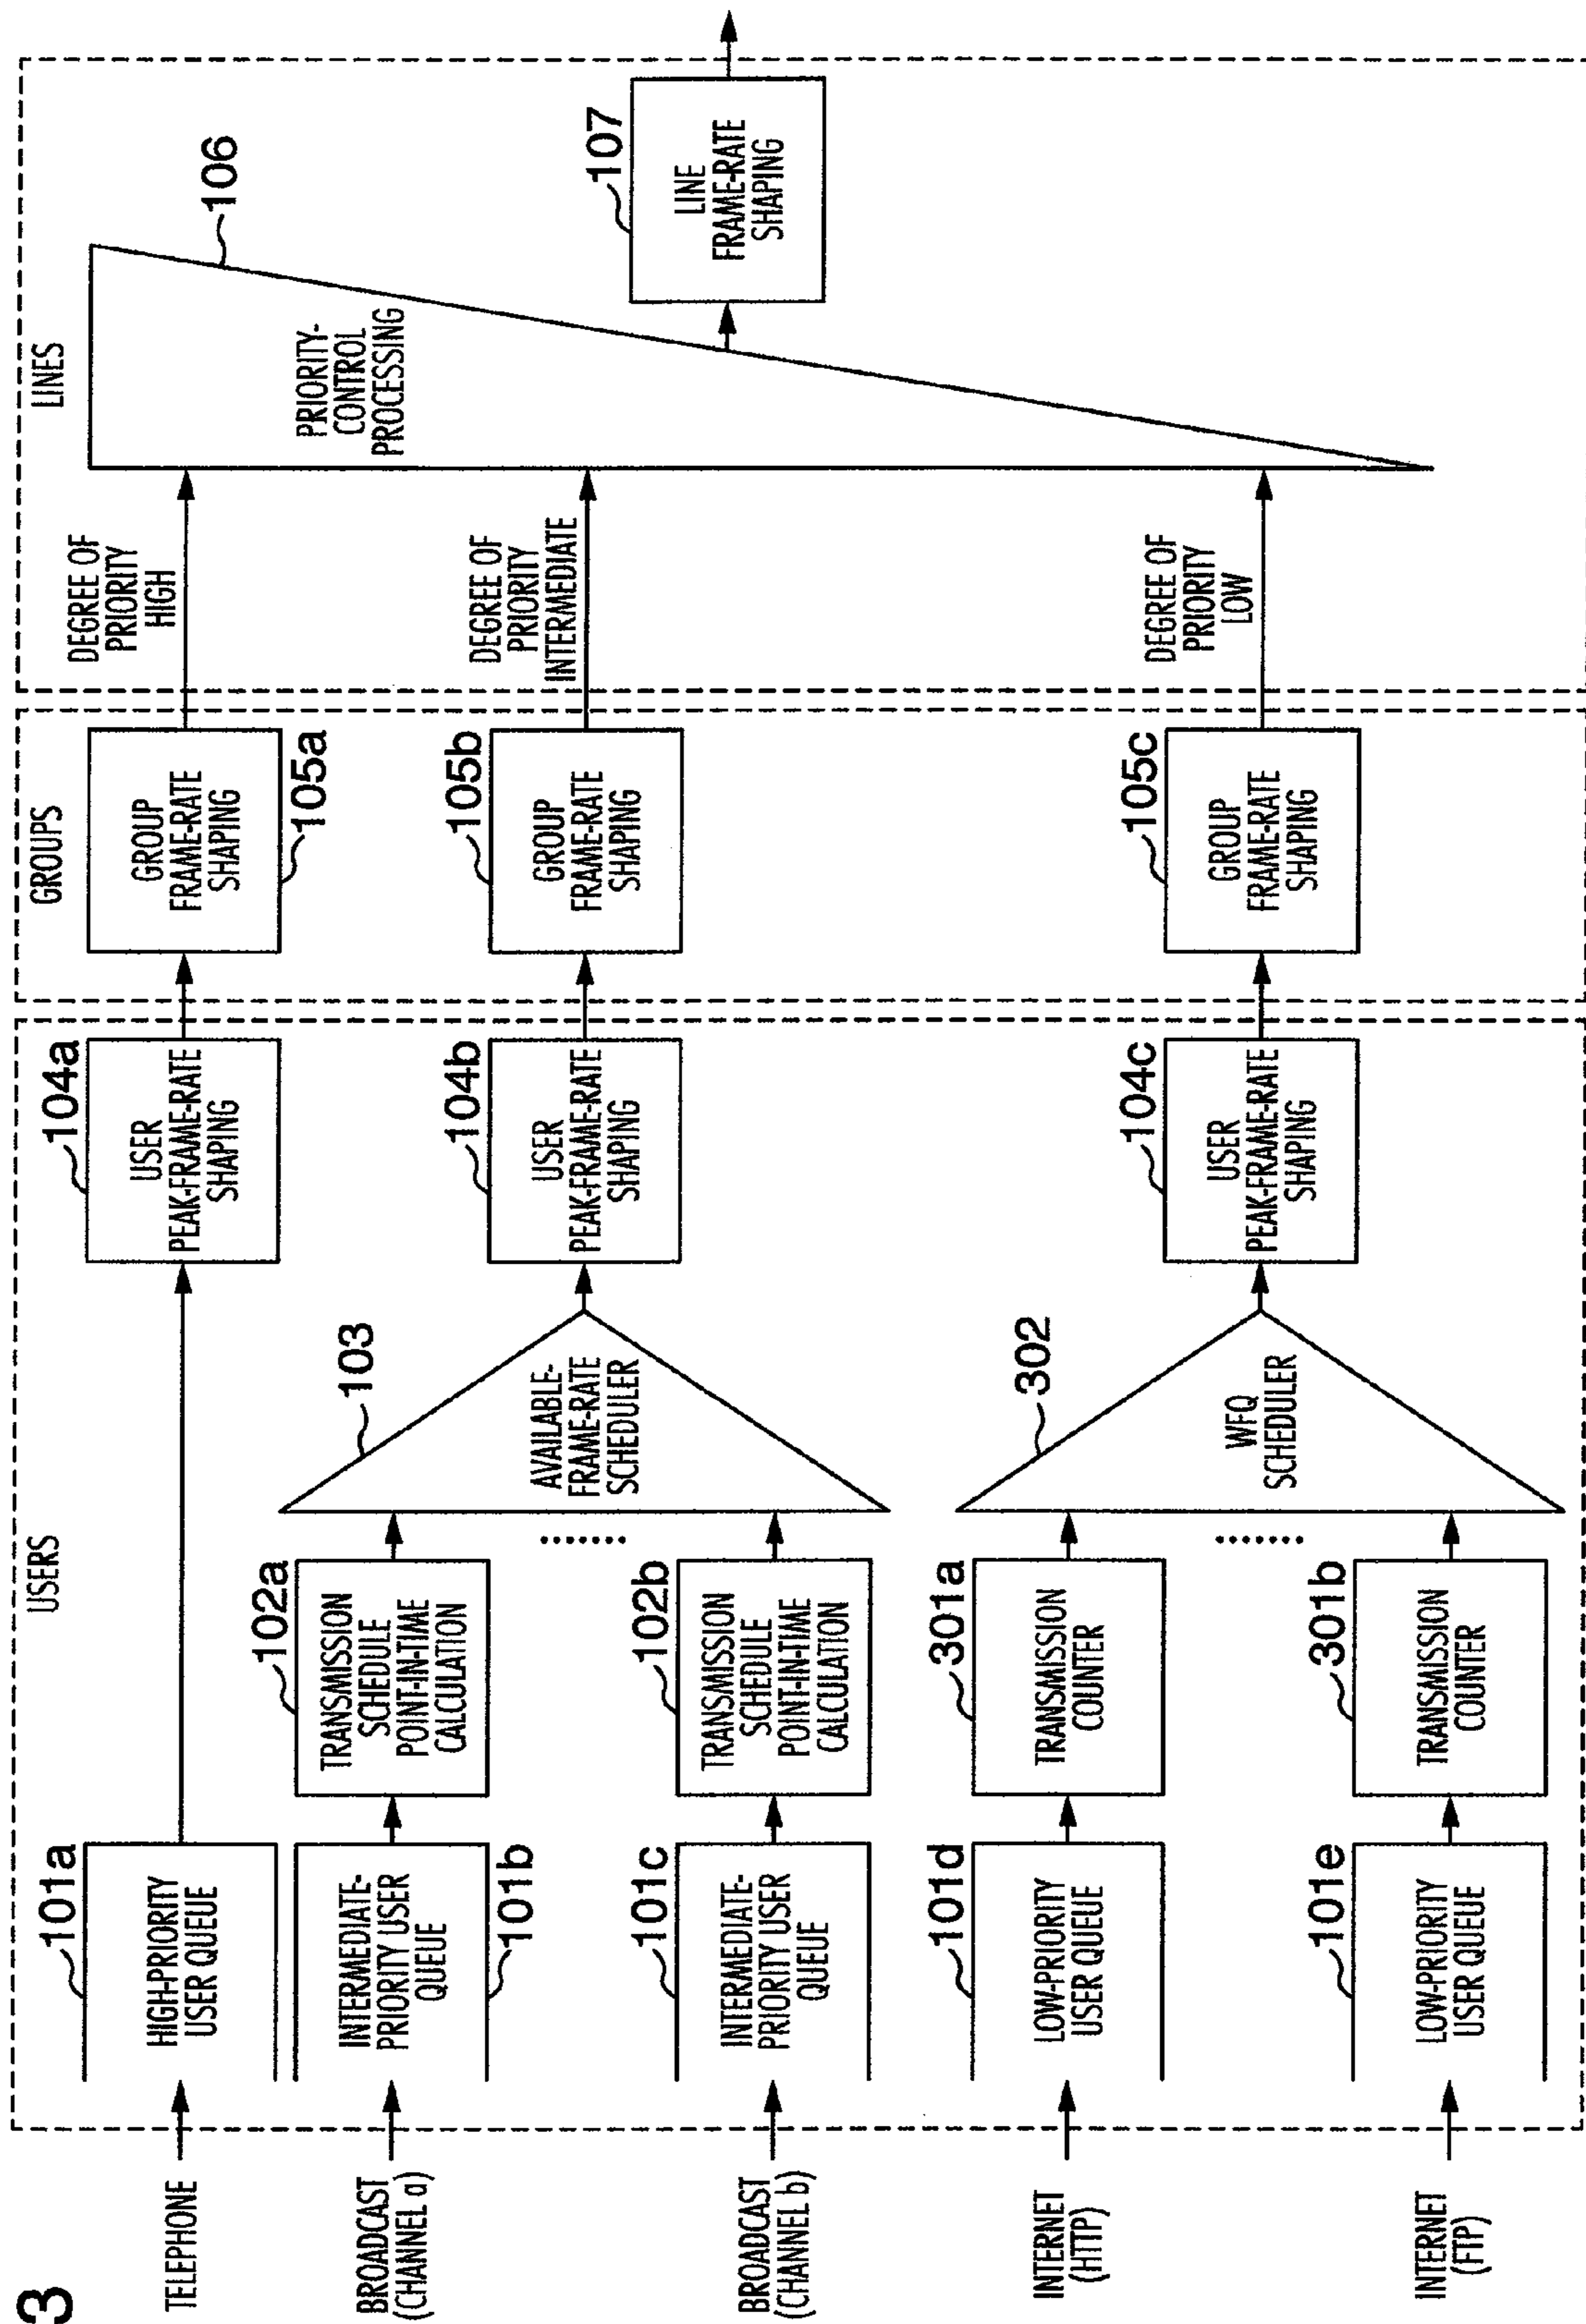 3
USERS
GROUPS
LINES
TELEPHONE
101a
HIGH-PRIORITY
USER QUEUE
104a
USER
PEAK-FRAME-RATE
SHAPING
GROUP
FRAME-RATE
SHAPING
105a
DEGREE OF
PRIORITY
HIGH
BROADCAST
(CHANNEL a)
INTERMEDIATE-
PRIORITY USER
QUEUE
101b
102a
TRANSMISSION
SCHEDULE
POINT-IN-TIME
CALCULATION
103
AVAILABLE-
FRAME-RATE
SCHEDULER
104b
USER
PEAK-FRAME-RATE
SHAPING
105b
GROUP
FRAME-RATE
SHAPING
DEGREE OF
PRIORITY
INTERMEDIATE
PRIORITY-
CONTROL
PROCESSING
106
107
LINE
FRAME-RATE
SHAPING
BROADCAST
(CHANNEL b)
101c
INTERMEDIATE-
PRIORITY USER
QUEUE
102b
TRANSMISSION
SCHEDULE
POINT-IN-TIME
CALCULATION
INTERNET
(HTTP)
101d
LOW-PRIORITY
USER QUEUE
301a
TRANSMISSION
COUNTER
302
WFQ
SCHEDULER
104c
USER
PEAK-FRAME-RATE
SHAPING
105c
GROUP
FRAME-RATE
SHAPING
DEGREE OF
PRIORITY
LOW
INTERNET
(FTP)
101e
LOW-PRIORITY
USER QUEUE
301b
TRANSMISSION
COUNTER